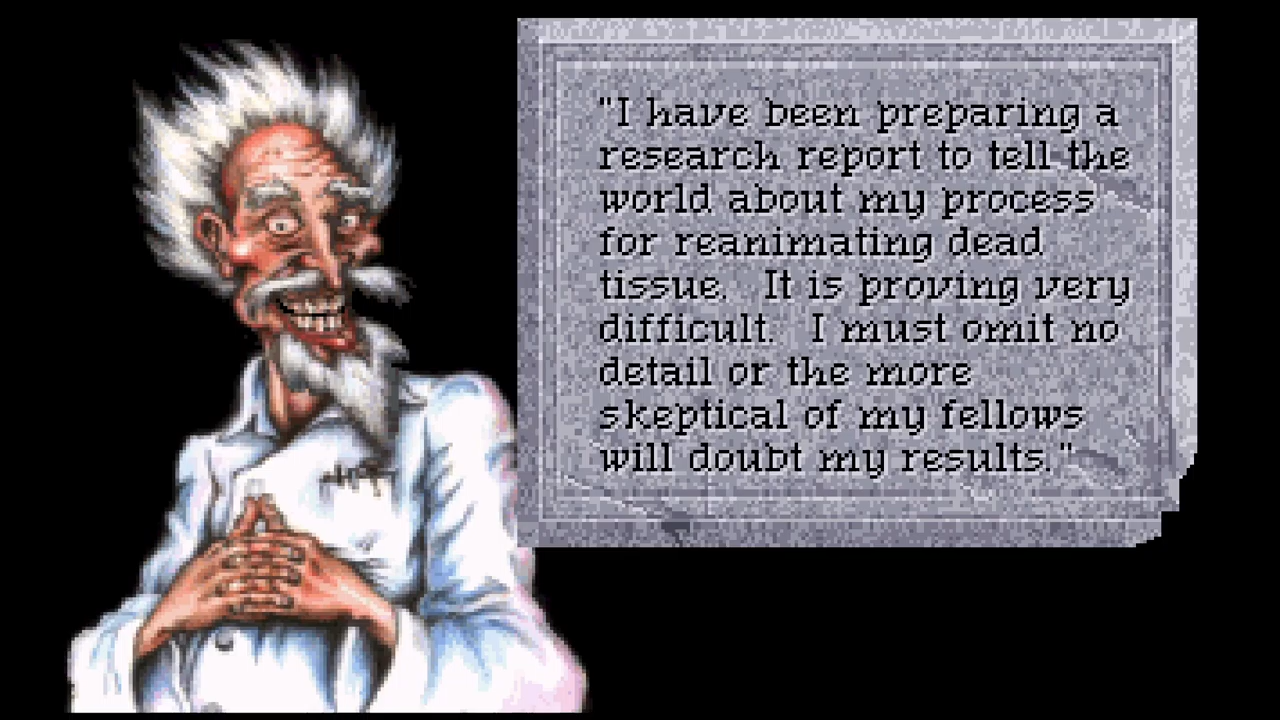 "I have been preparing a
research report to tell the
world about my process
for reanimating dead
tissue.  It is proving very
difficult.  I must omit no
detail or the more
skeptical of my fellows
will doubt my results."